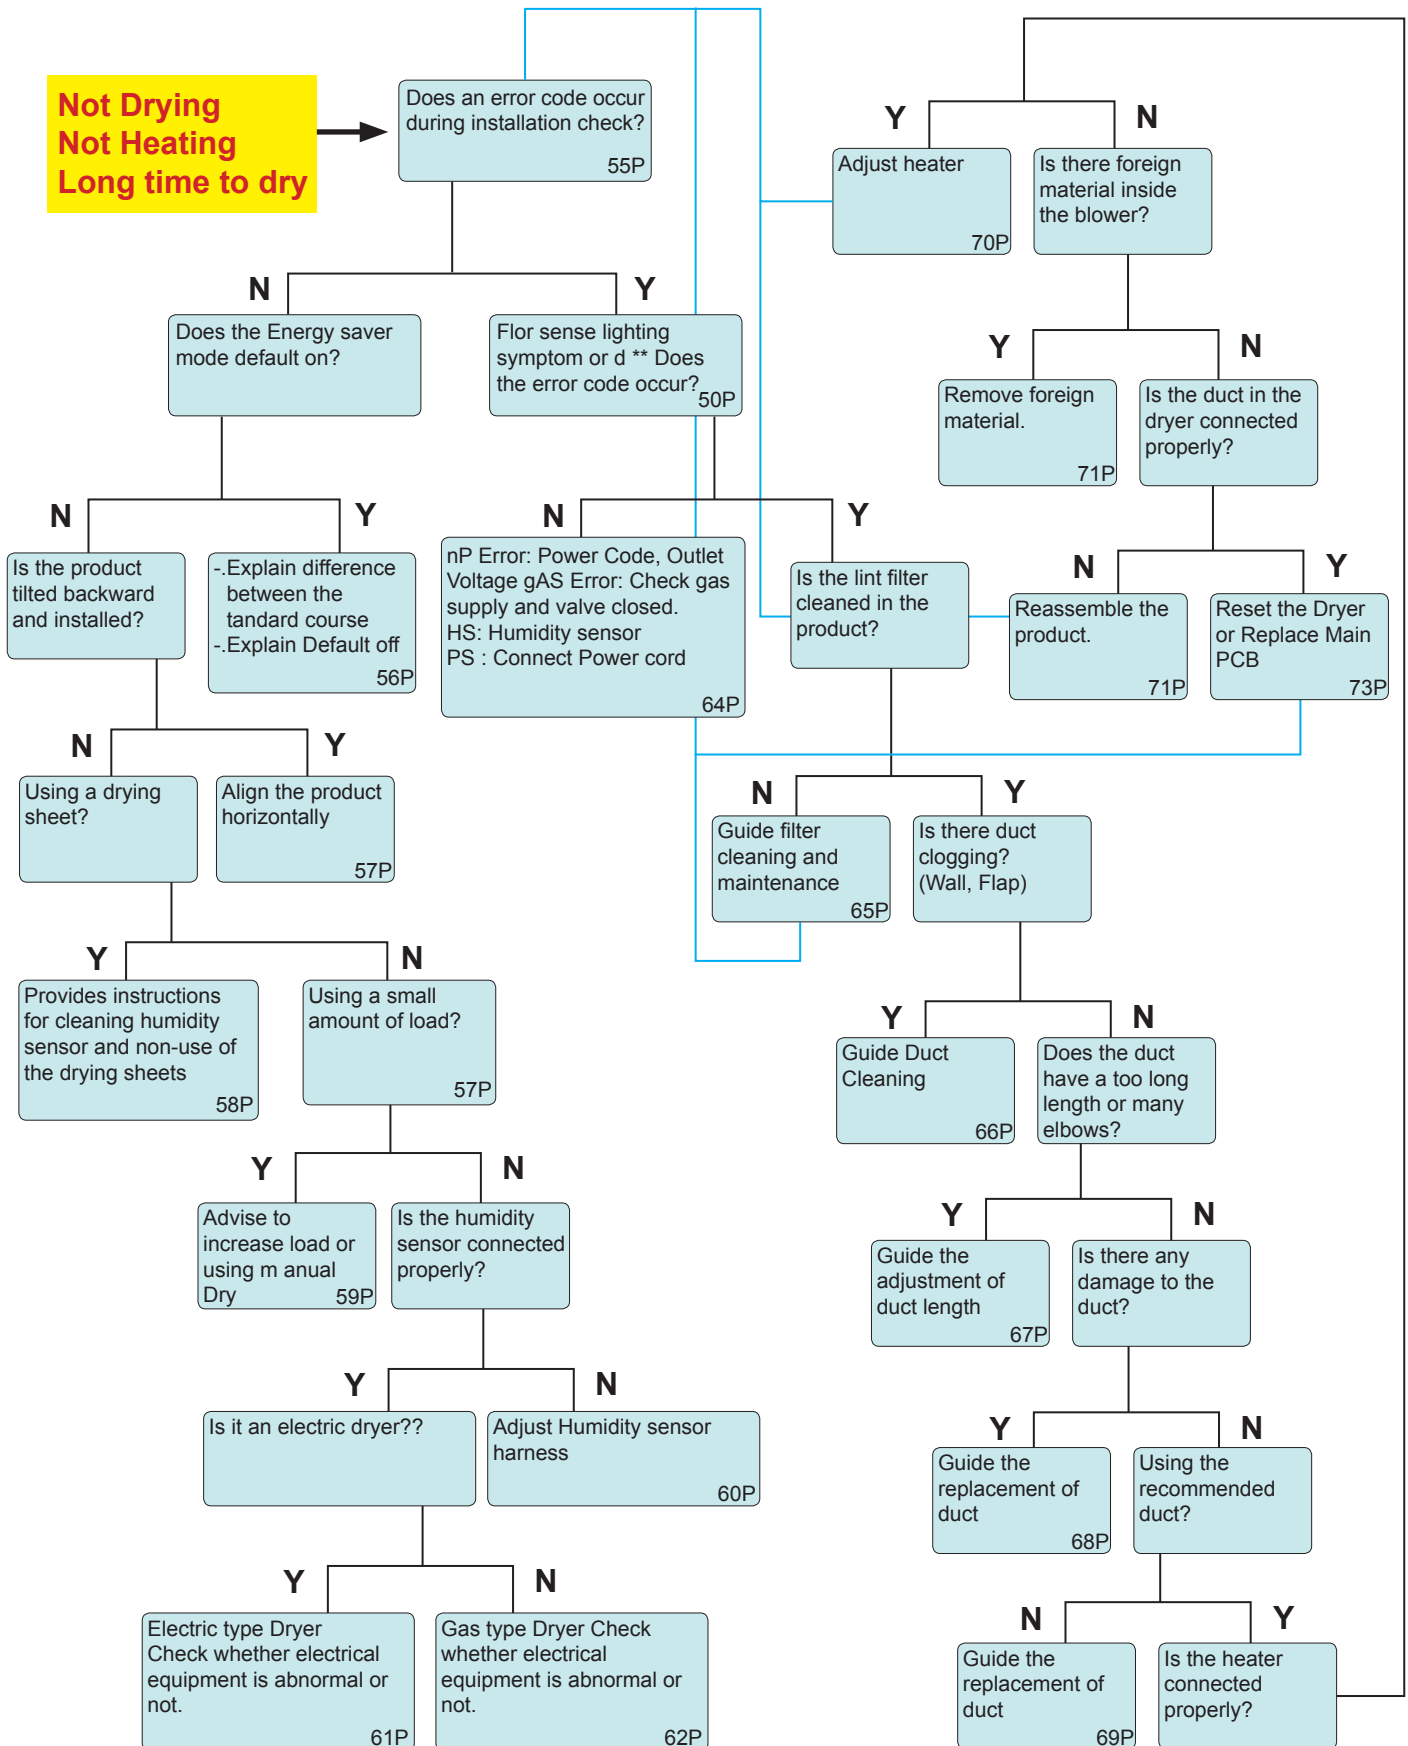 Not Drying
Not Heating
Long time to dry
Does an error code occur
during installation check?
55P
Y
N
Adjust heater
70P
Is there foreign
material inside
the blower?
N
Y
Does the Energy saver
mode default on?
Flor sense lighting
symptom or d ** Does
the error code occur?
50P
Y
N
Remove foreign
material.
71P
Is the duct in the
dryer connected
properly?
N
Y
N
Y
Is the product
tilted backward
and installed?
-.Explain difference
between the
tandard course
-.Explain Default off
56P
nP Error: Power Code, Outlet
Voltage gAS Error: Check gas
supply and valve closed.
HS: Humidity sensor
PS : Connect Power cord
64P
Is the lint filter
cleaned in the
product?
N
Y
Reassemble the
product.
71P
Reset the Dryer
or Replace Main
PCB
73P
N
Y
Using a drying
sheet?
Align the product
horizontally
57P
N
Y
Guide filter
cleaning and
maintenance
65P
Is there duct
clogging?
(Wall, Flap)
Y
N
Provides instructions
for cleaning humidity
sensor and non-use of
the drying sheets
58P
Using a small
amount of load?
57P
Y
N
Guide Duct
Cleaning
66P
Does the duct
have a too long
length or many
elbows?
Y
N
Advise to
increase load or
using m anual
Dry
59P
Is the humidity
sensor connected
properly?
Y
N
Guide the
adjustment of
duct length
67P
Is there any
damage to the
duct?
Y
N
Is it an electric dryer??
Adjust Humidity sensor
harness
60P
Y
N
Guide the
replacement of
duct
68P
Using the
recommended
duct?
Y
N
Electric type Dryer
Check whether electrical
equipment is abnormal or
not.
61P
Gas type Dryer Check
whether electrical
equipment is abnormal or
not.
62P
N
Y
Guide the
replacement of
duct
69P
Is the heater
connected
properly?